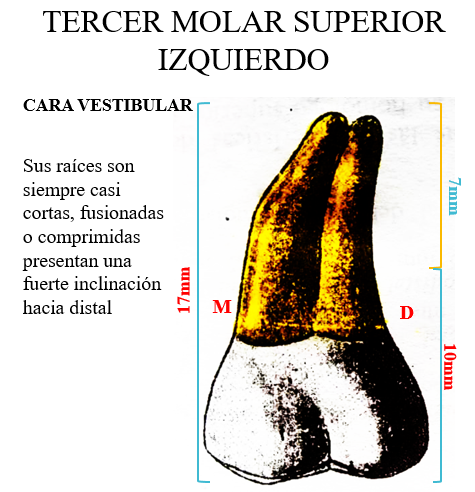 TERCER MOLAR SUPERIOR
IZQUIERDO
CARA VESTIBULAR
Sus raíces son
siempre casi
cortas, fusionadas
o comprimidas
presentan una
fuerte inclinación
hacia distal
17mm
M
D
7mm
10mm